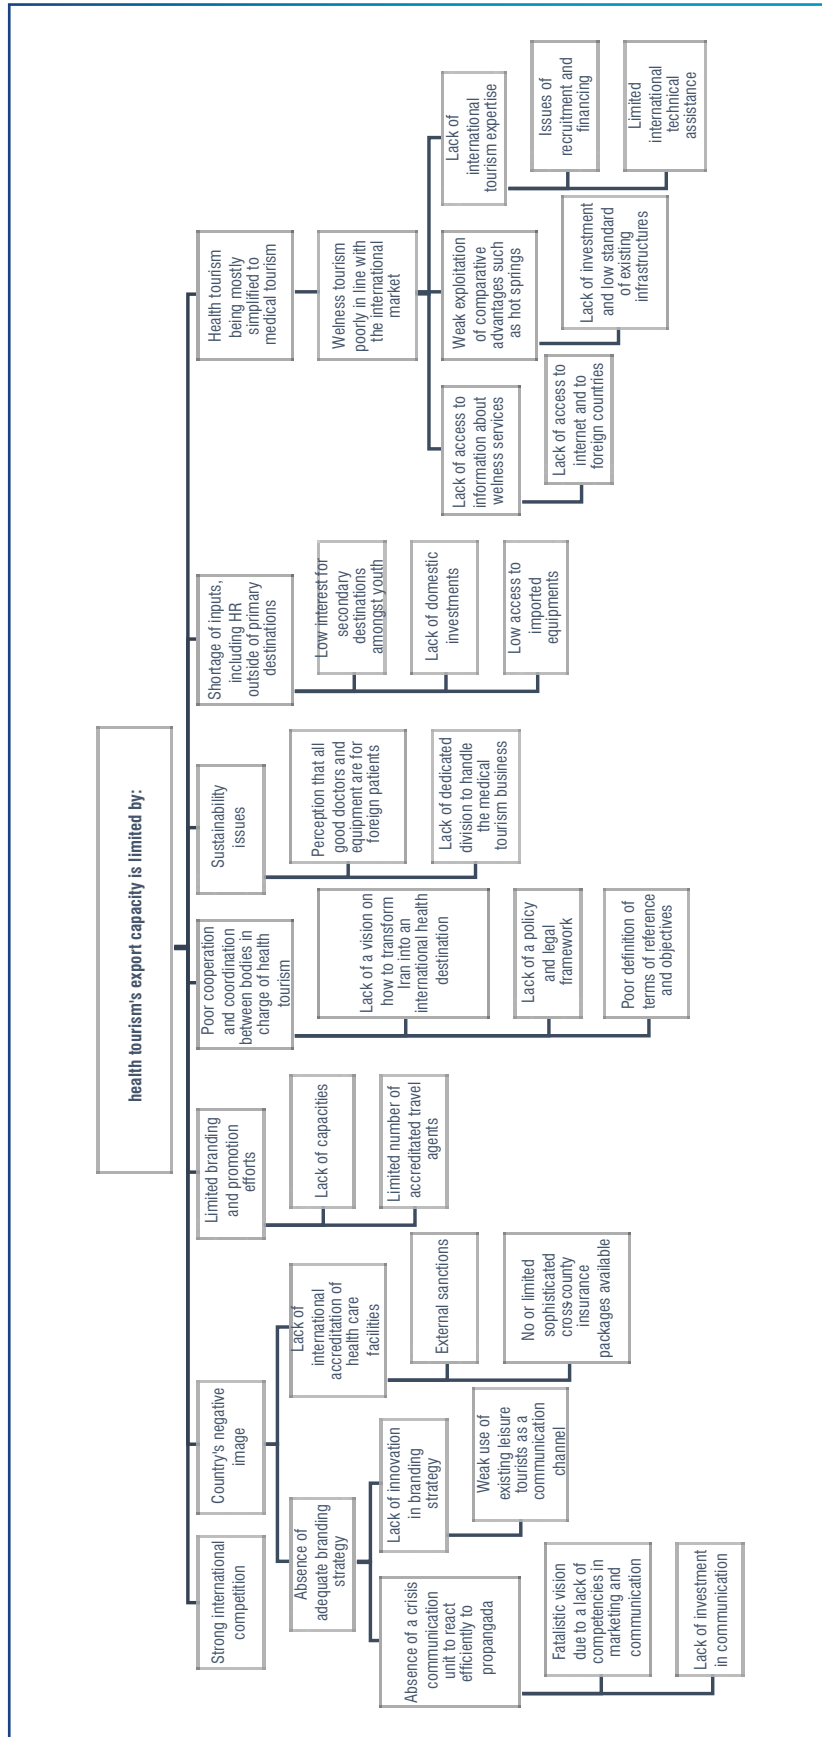 health tourism's export capacity is limited by:
Strong international
competition
Country's negative
image
Absence of
adequate branding
strategy
Absence of a crisis
communication
unit to react
efficiently to
propangada
Fatalistic vision
due to a lack of
competencies in
marketing and
communication
Lack of investment
in communication
Lack of innovation
in branding
strategy
Weak use of
existing leisure
tourists as a
communication
channel
Lack of
international
accreditation of
health care
facilities
External sanctions
No or limited
sophisticated
cross-county
insurance
packages available
Limited branding
and promotion
efforts
Lack of capacities
Limited number of
accreditated travel
agents
Poor cooperation
and coordination
between bodies in
charge of health
tourism
Lack of a vision on
how to transform
Iran into an
international health
destination
Lack of a policy
and legal
framework
Poor definition of
terms of reference
and objectives
Sustainability
issues
Perception that all
good doctors and
equipment are for
foreign patients
Lack of dedicated
division to handle
the medical
tourism business
Shortage of inputs,
including HR
outside of primary
destinations
Low interest for
secondary
destinations
amongst youth
Lack of domestic
investments
Low access to
imported
equipments
Health tourism
being mostly
simplified to
medical tourism
Welness tourism
poorly in line with
the international
market
Lack of access to
information about
welness services
Lack of access to
internet and to
foreign countries
Weak exploitation
of comparative
advantages such
as hot springs
Lack of investment
and low standard
of existing
infrastructures
Lack of
international
tourism expertise
Issues of
recruitment and
financing
Limited
international
technical
assistance